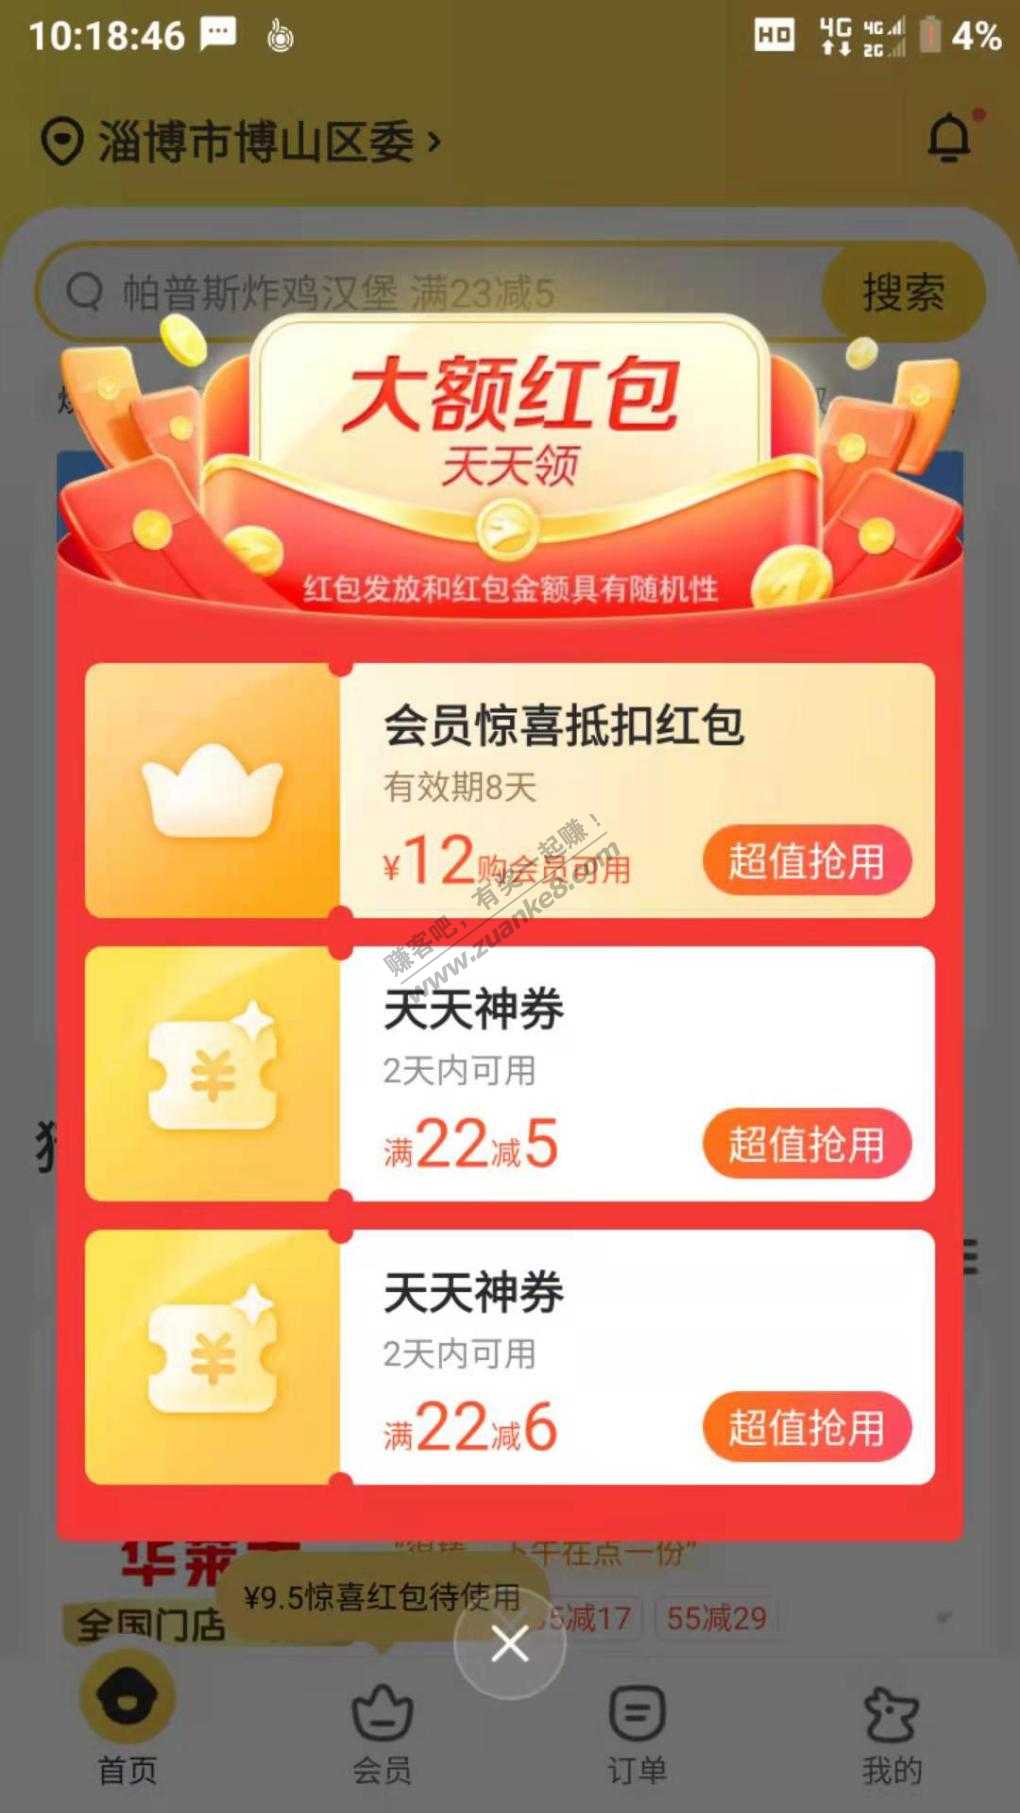 10:18:46
HD 4G 4G 2G 4%
淄博市博山区委
帕普斯炸鸡汉堡 满23减5
搜索
大额红包
天天领
红包发放和红包金额具有随机性
会员惊喜抵扣红包
有效期8天
¥12购会员可用
超值抢用
赚客吧，有奖一起赚！
www.zuanke8.com
天天神券
2天内可用
满22减5
超值抢用
天天神券
2天内可用
满22减6
超值抢用
华莱士
下午在点一份”
全国门店
¥9.5惊喜红包待使用
5减17
55减29
首页
会员
订单
我的